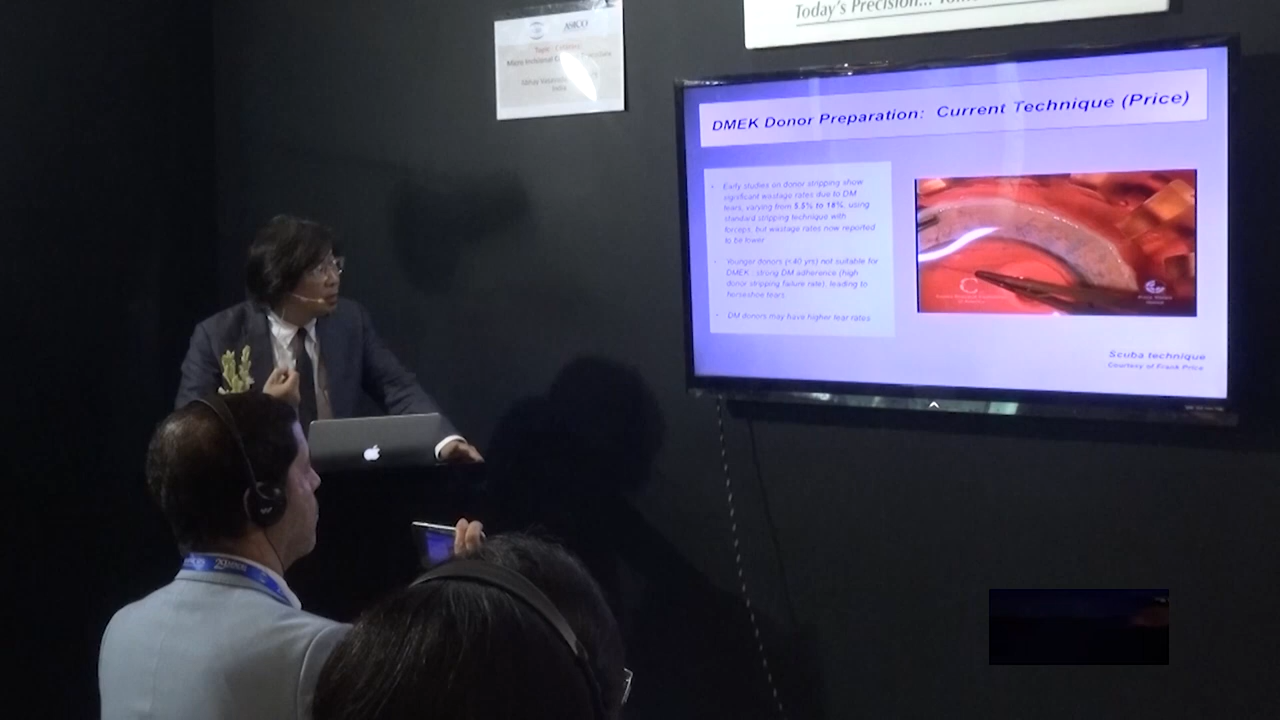 Today's Precision...
ASICO
Micro Incisional
India
DMEK Donor Preparation: Current Technique (Price)
Early studies on donor stripping show
significant wastage rates due to DM
tears, varying from 5.5% to 18%, using
standard stripping technique with
forceps, but wastage rates now reported
to be lower
Younger donors (<40 yrs) not suitable for
DMEK : strong DM adherence (high
donor stripping failure rate), leading to
horseshoe tears.
DM donors may have higher tear rates
Scuba technique
Courtesy of Frank Price